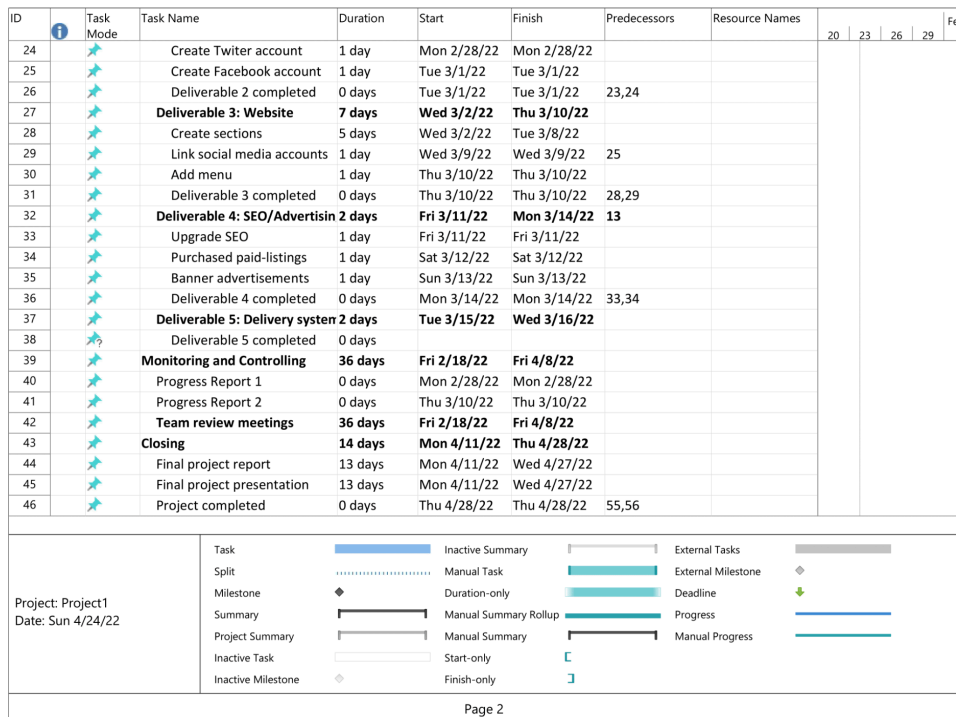 ID Task Mode Task Name Duration Start Finish Predecessors Resource Names 20 23 26 29 Fe
24 Create Twiter account 1 day Mon 2/28/22 Mon 2/28/22
25 Create Facebook account 1 day Tue 3/1/22 Tue 3/1/22
26 Deliverable 2 completed 0 days Tue 3/1/22 Tue 3/1/22 23,24
27 Deliverable 3: Website 7 days Wed 3/2/22 Thu 3/10/22
28 Create sections 5 days Wed 3/2/22 Tue 3/8/22
29 Link social media accounts 1 day Wed 3/9/22 Wed 3/9/22 25
30 Add menu 1 day Thu 3/10/22 Thu 3/10/22
31 Deliverable 3 completed 0 days Thu 3/10/22 Thu 3/10/22 28,29
32 Deliverable 4: SEO/Advertisin 2 days Fri 3/11/22 Mon 3/14/22 13
33 Upgrade SEO 1 day Fri 3/11/22 Fri 3/11/22
34 Purchased paid-listings 1 day Sat 3/12/22 Sat 3/12/22
35 Banner advertisements 1 day Sun 3/13/22 Sun 3/13/22
36 Deliverable 4 completed 0 days Mon 3/14/22 Mon 3/14/22 33,34
37 Deliverable 5: Delivery system 2 days Tue 3/15/22 Wed 3/16/22
38 ? Deliverable 5 completed 0 days
39 Monitoring and Controlling 36 days Fri 2/18/22 Fri 4/8/22
40 Progress Report 1 0 days Mon 2/28/22 Mon 2/28/22
41 Progress Report 2 0 days Thu 3/10/22 Thu 3/10/22
42 Team review meetings 36 days Fri 2/18/22 Fri 4/8/22
43 Closing 14 days Mon 4/11/22 Thu 4/28/22
44 Final project report 13 days Mon 4/11/22 Wed 4/27/22
45 Final project presentation 13 days Mon 4/11/22 Wed 4/27/22
46 Project completed 0 days Thu 4/28/22 Thu 4/28/22 55,56
Project: Project1
Date: Sun 4/24/22
Task Inactive Summary External Tasks
Split Manual Task External Milestone
Milestone Duration-only Deadline
Summary Manual Summary Rollup Progress
Project Summary Manual Summary Manual Progress
Inactive Task Start-only
Inactive Milestone Finish-only
Page 2